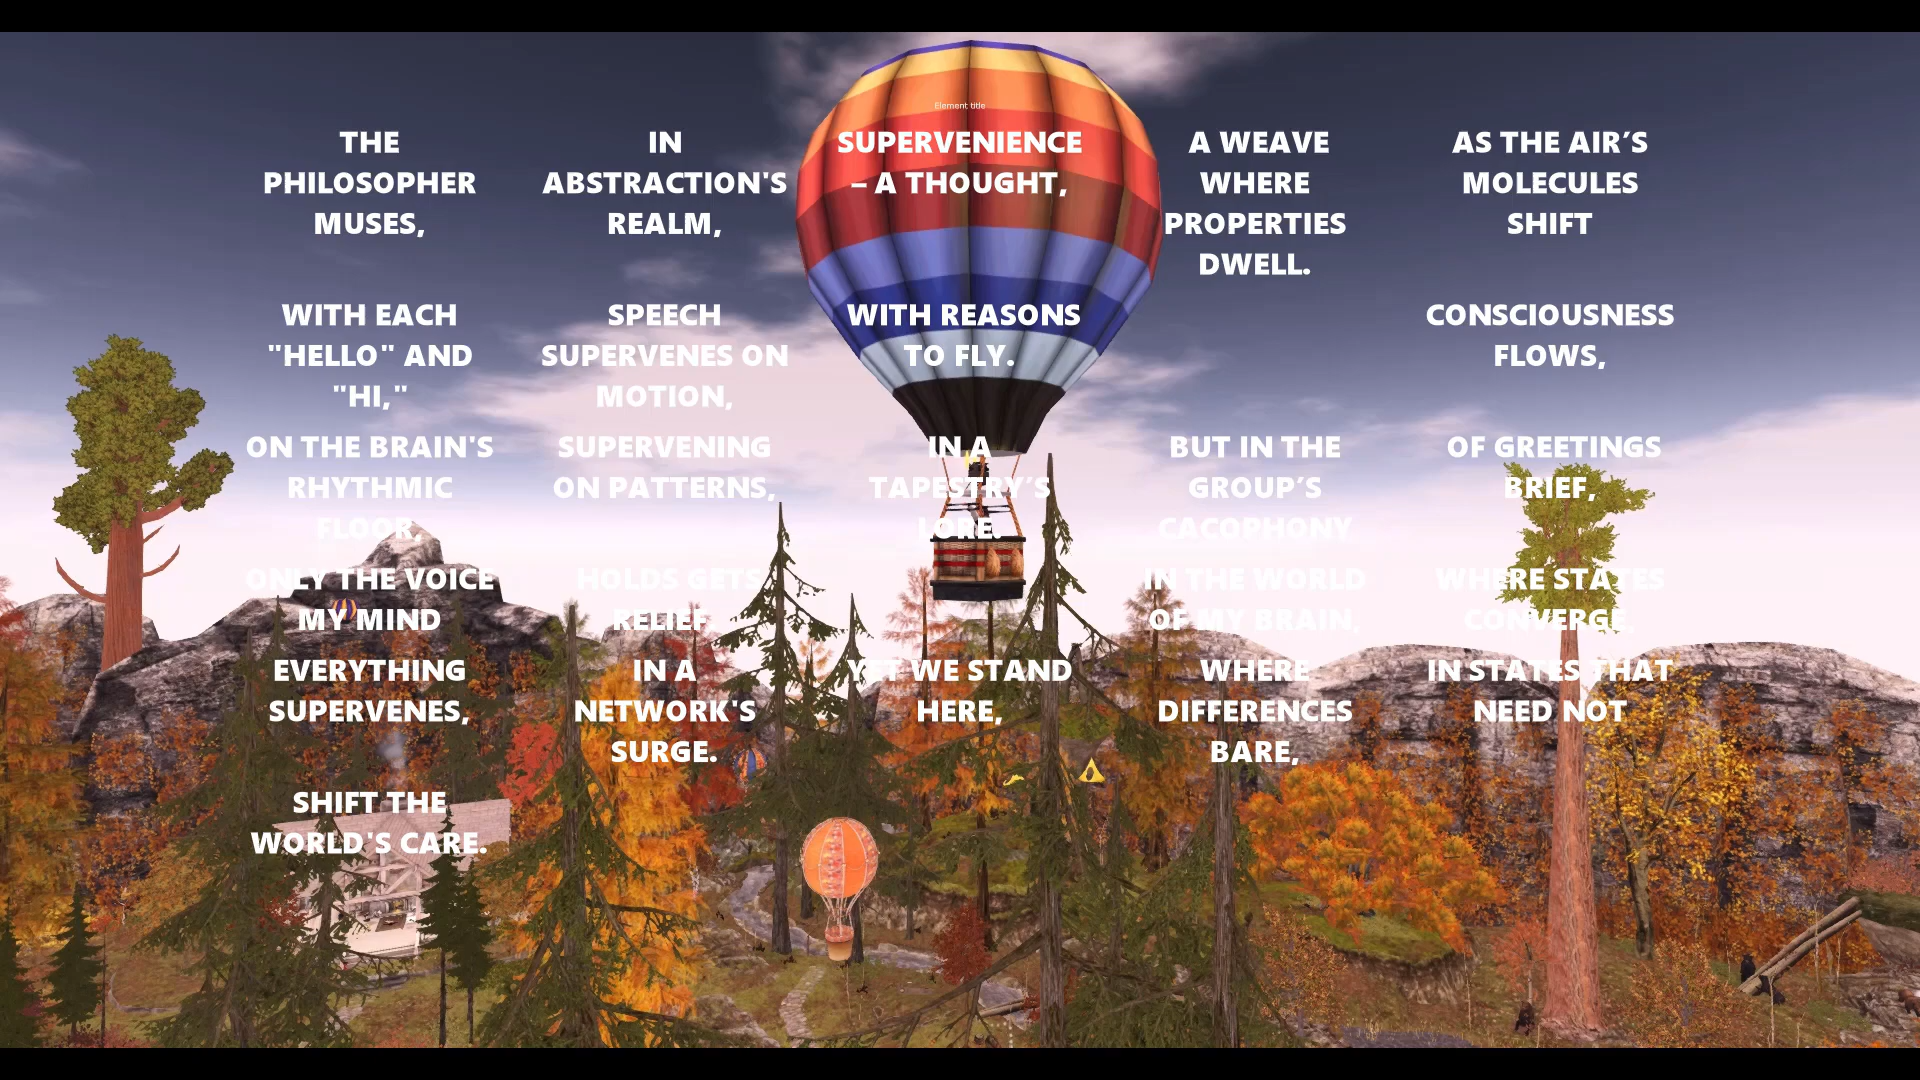 Element title
THE
PHILOSOPHER
MUSES,
IN
ABSTRACTION'S
REALM,
SUPERVENIENCE
– A THOUGHT,
A WEAVE
WHERE
PROPERTIES
DWELL.
AS THE AIR’S
MOLECULES
SHIFT
WITH EACH
"HELLO" AND
"HI,"
SPEECH
SUPERVENES ON
MOTION,
WITH REASONS
TO FLY.
CONSCIOUSNESS
FLOWS,
ON THE BRAIN'S
RHYTHMIC
FLOOR,
SUPERVENING
ON PATTERNS,
IN A
TAPESTRY’S
LORE.
BUT IN THE
GROUP’S
CACOPHONY
OF GREETINGS
BRIEF,
ONLY THE VOICE
MY MIND
HOLDS GETS
RELIEF.
IN THE WORLD
OF MY BRAIN,
WHERE STATES
CONVERGE,
EVERYTHING
SUPERVENES,
IN A
NETWORK'S
SURGE.
YET WE STAND
HERE,
WHERE
DIFFERENCES
BARE,
IN STATES THAT
NEED NOT
SHIFT THE
WORLD'S CARE.